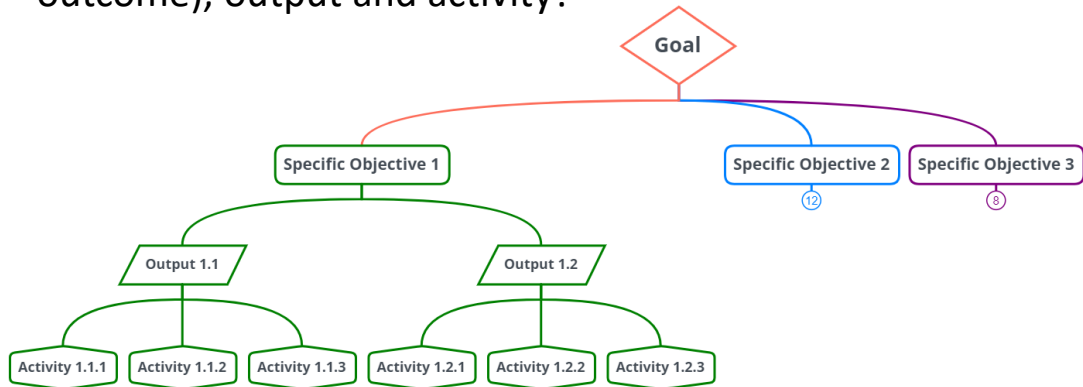 outcome), output and activity?
Goal
Specific Objective 1
Specific Objective 2
Specific Objective 3
12
8
Output 1.1
Output 1.2
Activity 1.1.1
Activity 1.1.2
Activity 1.1.3
Activity 1.2.1
Activity 1.2.2
Activity 1.2.3